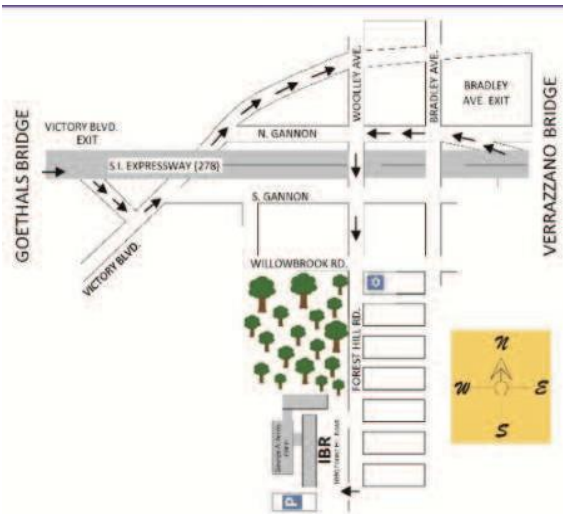 WOOLLEY AVE.
BRADLEY AVE.
BRADLEY
AVE. EXIT
VICTORY BLVD.
EXIT
N. GANNON
GOETHALS BRIDGE
S.I. EXPRESSWAY (278)
VERRAZZANO BRIDGE
S. GANNON
VICTORY BLVD.
WILLOWBROOK RD.
FOREST HILL RD.
N
W
E
S
IBR
P